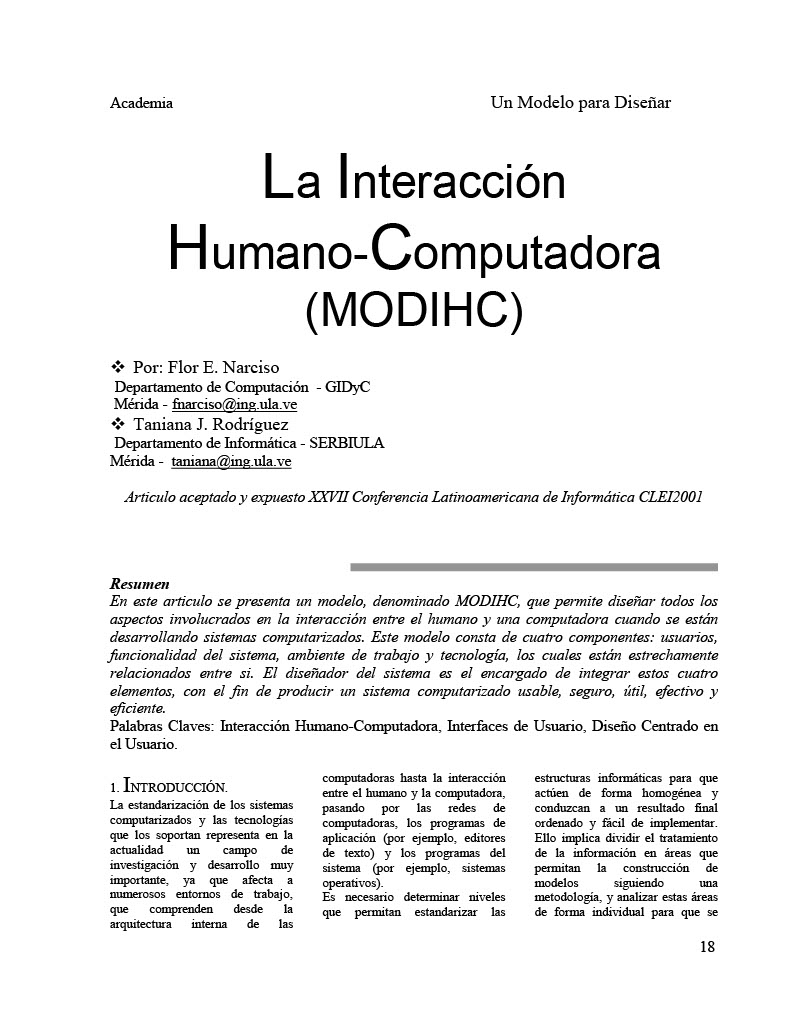 Academia
Un Modelo para Diseñar
La Interacción
Humano-Computadora
(MODIHC)
❖ Por: Flor E. Narciso
Departamento de Computación - GIDyC
Mérida - fnarciso@ing.ula.ve
❖ Taniana J. Rodríguez
Departamento de Informática - SERBIULA
Mérida - taniana@ing.ula.ve
Articulo aceptado y expuesto XXVII Conferencia Latinoamericana de Informática CLEI2001
Resumen
En este articulo se presenta un modelo, denominado MODIHC, que permite diseñar todos los
aspectos involucrados en la interacción entre el humano y una computadora cuando se están
desarrollando sistemas computarizados. Este modelo consta de cuatro componentes: usuarios,
funcionalidad del sistema, ambiente de trabajo y tecnología, los cuales están estrechamente
relacionados entre si. El diseñador del sistema es el encargado de integrar estos cuatro
elementos, con el fin de producir un sistema computarizado usable, seguro, útil, efectivo y
eficiente.
Palabras Claves: Interacción Humano-Computadora, Interfaces de Usuario, Diseño Centrado en
el Usuario.
1. INTRODUCCIÓN.
La estandarización de los sistemas
computarizados y las tecnologías
que los soportan representa en la
actualidad un campo de
investigación y desarrollo muy
importante, ya que afecta a
numerosos entornos de trabajo,
que comprenden desde la
arquitectura interna de las
computadoras hasta la interacción
entre el humano y la computadora,
pasando por las redes de
computadoras, los programas de
aplicación (por ejemplo, editores
de texto) y los programas del
sistema (por ejemplo, sistemas
operativos).
Es necesario determinar niveles
que permitan estandarizar las
estructuras informáticas para que
actúen de forma homogénea y
conduzcan a un resultado final
ordenado y fácil de implementar.
Ello implica dividir el tratamiento
de la información en áreas que
permitan la construcción de
modelos siguiendo una
metodología, y analizar estas áreas
de forma individual para que se
18